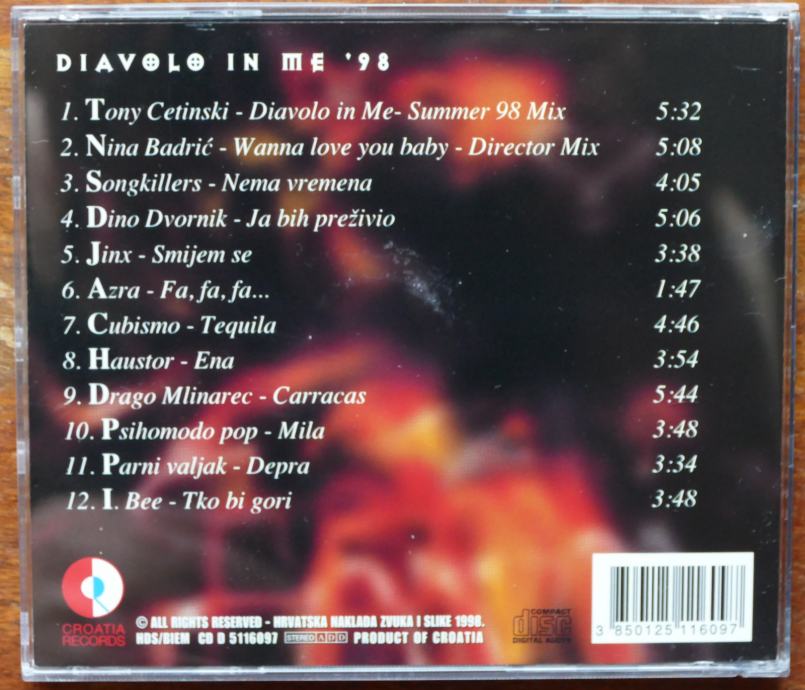 DIAVOLO IN ME '98
1. Tony Cetinski - Diavolo in Me- Summer 98 Mix 5:32
2. Nina Badrić - Wanna love you baby - Director Mix 5:08
3. Songkillers - Nema vremena 4:05
4. Dino Dvornik - Ja bih preživio 5:06
5. Jinx - Smijem se 3:38
6. Azra - Fa, fa, fa... 1:47
7. Cubismo - Tequila 4:46
8. Haustor - Ena 3:54
9. Drago Mlinarec - Carracas 5:44
10. Psihomodo pop - Mila 3:48
11. Parni valjak - Depra 3:34
12. I. Bee - Tko bi gori 3:48
CROATIA
RECORDS
© ALL RIGHTS RESERVED - HRVATSKA NAKLADA ZVUKA I SLIKE 1998.
HDS/BIEM CD D 5116097 STEREO A D D PRODUCT OF CROATIA
COMPACT
disc
DIGITAL AUDIO
3 850125 116097